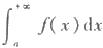 ∫_a^{+∞} f(x)dx